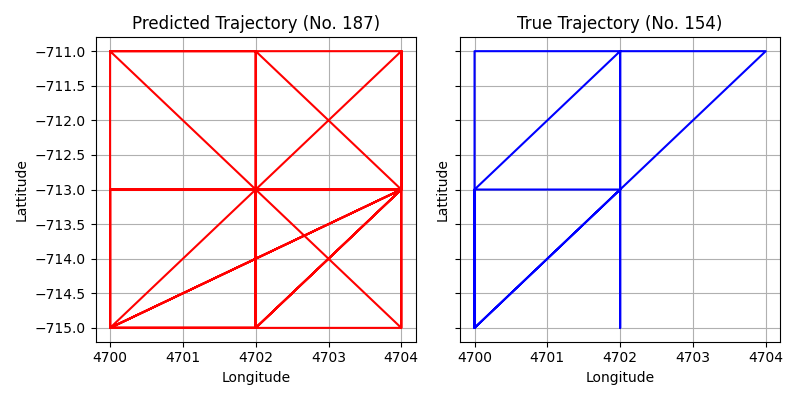 Predicted Trajectory (No. 187)
True Trajectory (No. 154)
−711.0
−711.5
−712.0
−712.5
−713.0
−713.5
−714.0
−714.5
−715.0
Lattitude
Lattitude
4700 4701 4702 4703 4704
4700 4701 4702 4703 4704
Longitude
Longitude